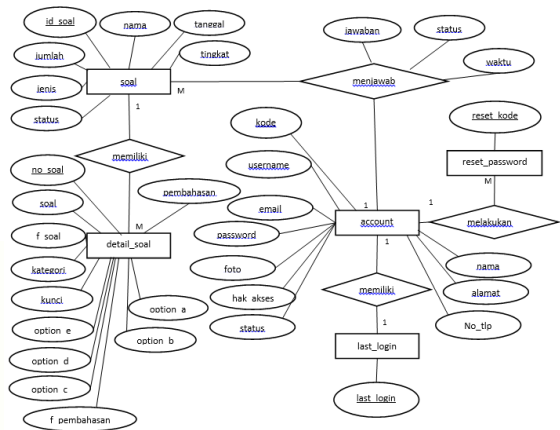 id_soal
nama
tanggal
jumlah
tingkat
jenis
soal
status
1
M
memiliki
jawaban
status
waktu
menjawab
kode
username
email
password
foto
hak_akses
status
1
account
1
1
reset_kode
reset_password
M
melakukan
nama
alamat
No_tlp
memiliki
1
last_login
last_login
no_soal
soal
f_soal
kategori
kunci
pembahasan
M
detail_soal
option_a
option_b
option_e
option_d
option_c
f_pembahasan